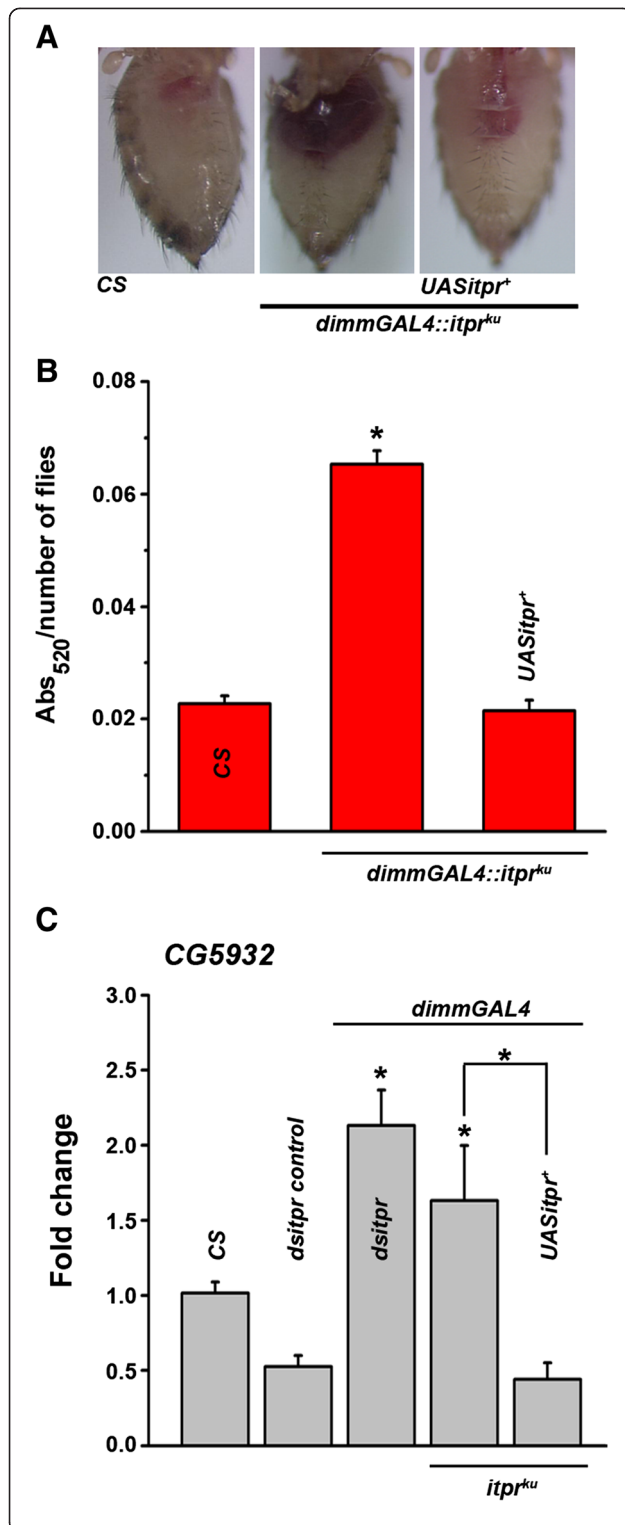 A
CS
UASitpr⁺
dimmGAL4::itprᵏᵘ
B
Abs₅₂₀/number of flies
0.08
0.06
0.04
0.02
0.00
*
CS
UASitpr⁺
dimmGAL4::itprᵏᵘ
C
CG5932
Fold change
3.0
2.5
2.0
1.5
1.0
0.5
0.0
dimmGAL4
*
*
*
CS
dsitpr control
dsitpr
UASitpr⁺
itprᵏᵘ